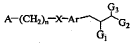 G₃
A–(CH₂)ₙ–X–Ar
G₂
G₁